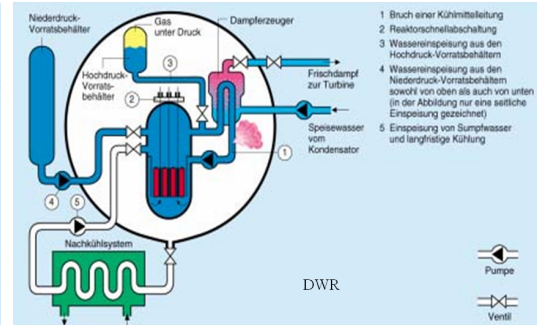 Niederdruck-
Vorratsbehälter
Gas
unter Druck
Dampferzeuger
Hochdruck-
Vorrats-
behälter
3
2
Frischdampf
zur Turbine
Speisewasser
vom
Kondensator
1
4
5
Nachkühlsystem
DWR
1 Bruch einer Kühlmittelleitung
2 Reaktorschnellabschaltung
3 Wassereinspeisung aus den
Hochdruck-Vorratsbehältern
4 Wassereinspeisung aus den
Niederdruck-Vorratsbehältern
sowohl von oben als auch von unten
(in der Abbildung nur eine seitliche
Einspeisung gezeichnet)
5 Einspeisung von Sumpfwasser
und langfristige Kühlung
Pumpe
Ventil